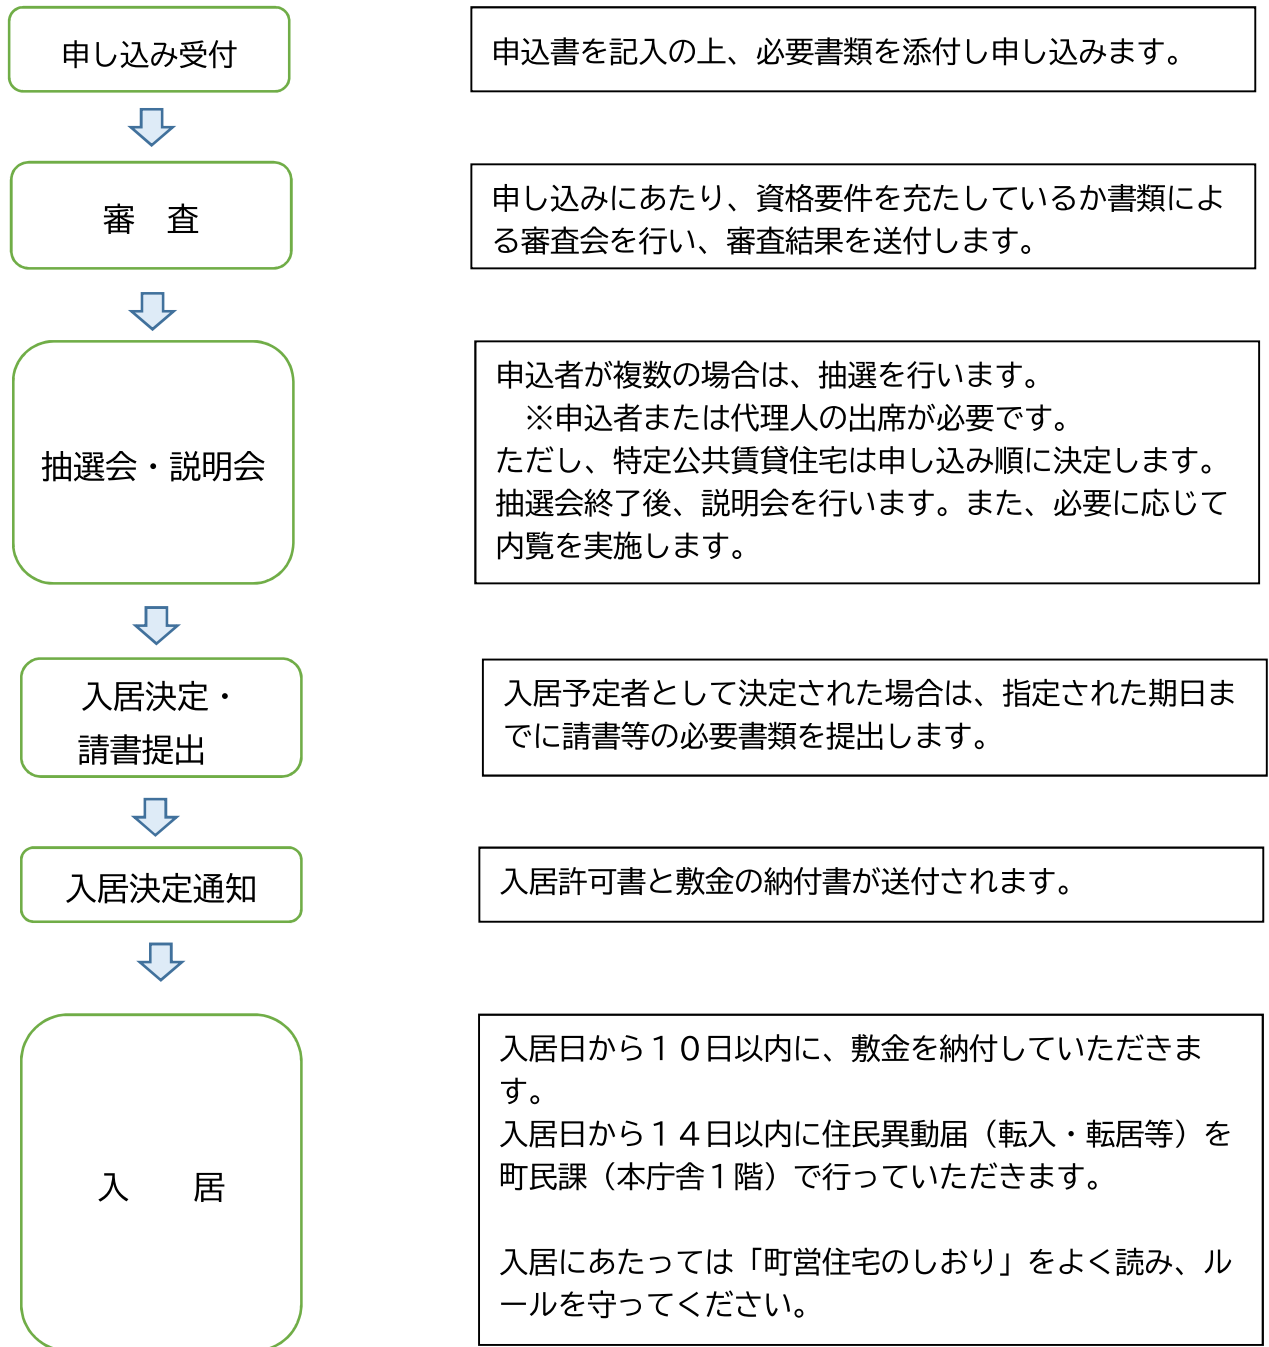 申し込み受付
申込書を記入の上、必要書類を添付し申し込みます。
審　査
申し込みにあたり、資格要件を充たしているか書類によ
る審査会を行い、審査結果を送付します。
抽選会・説明会
申込者が複数の場合は、抽選を行います。
　※申込者または代理人の出席が必要です。
ただし、特定公共賃貸住宅は申し込み順に決定します。
抽選会終了後、説明会を行います。また、必要に応じて
内覧を実施します。
入居決定・
請書提出
入居予定者として決定された場合は、指定された期日ま
でに請書等の必要書類を提出します。
入居決定通知
入居許可書と敷金の納付書が送付されます。
入　　居
入居日から１０日以内に、敷金を納付していただきま
す。
入居日から１４日以内に住民異動届（転入・転居等）を
町民課（本庁舎１階）で行っていただきます。
入居にあたっては「町営住宅のしおり」をよく読み、ル
ールを守ってください。